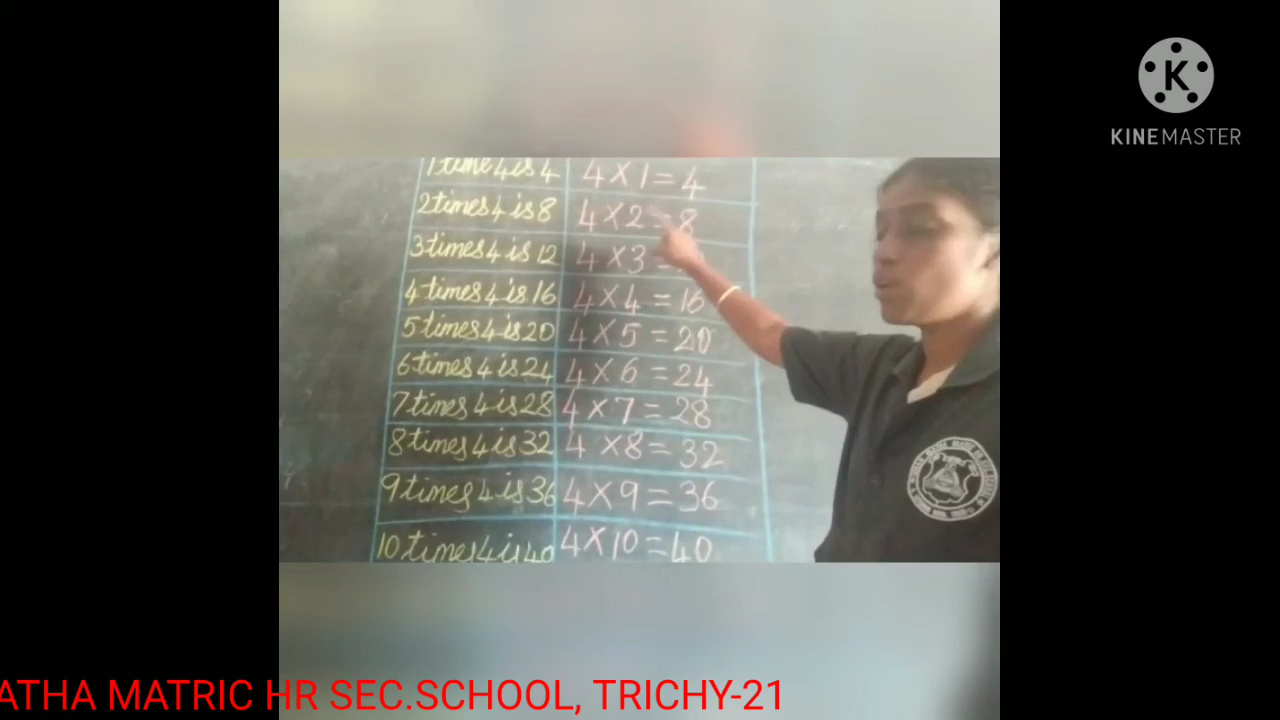 KINEMASTER
1 time 4 is 4 4 X 1 = 4
2 times 4 is 8 4 X 2 = 8
3 times 4 is 12 4 X 3 =
4 times 4 is 16 4 X 4 = 16
5 times 4 is 20 4 X 5 = 20
6 times 4 is 24 4 X 6 = 24
7 times 4 is 28 4 X 7 = 28
8 times 4 is 32 4 X 8 = 32
9 times 4 is 36 4 X 9 = 36
10 times 4 is 40 4 X 10 = 40
ATHA MATRIC HR SEC.SCHOOL, TRICHY-21